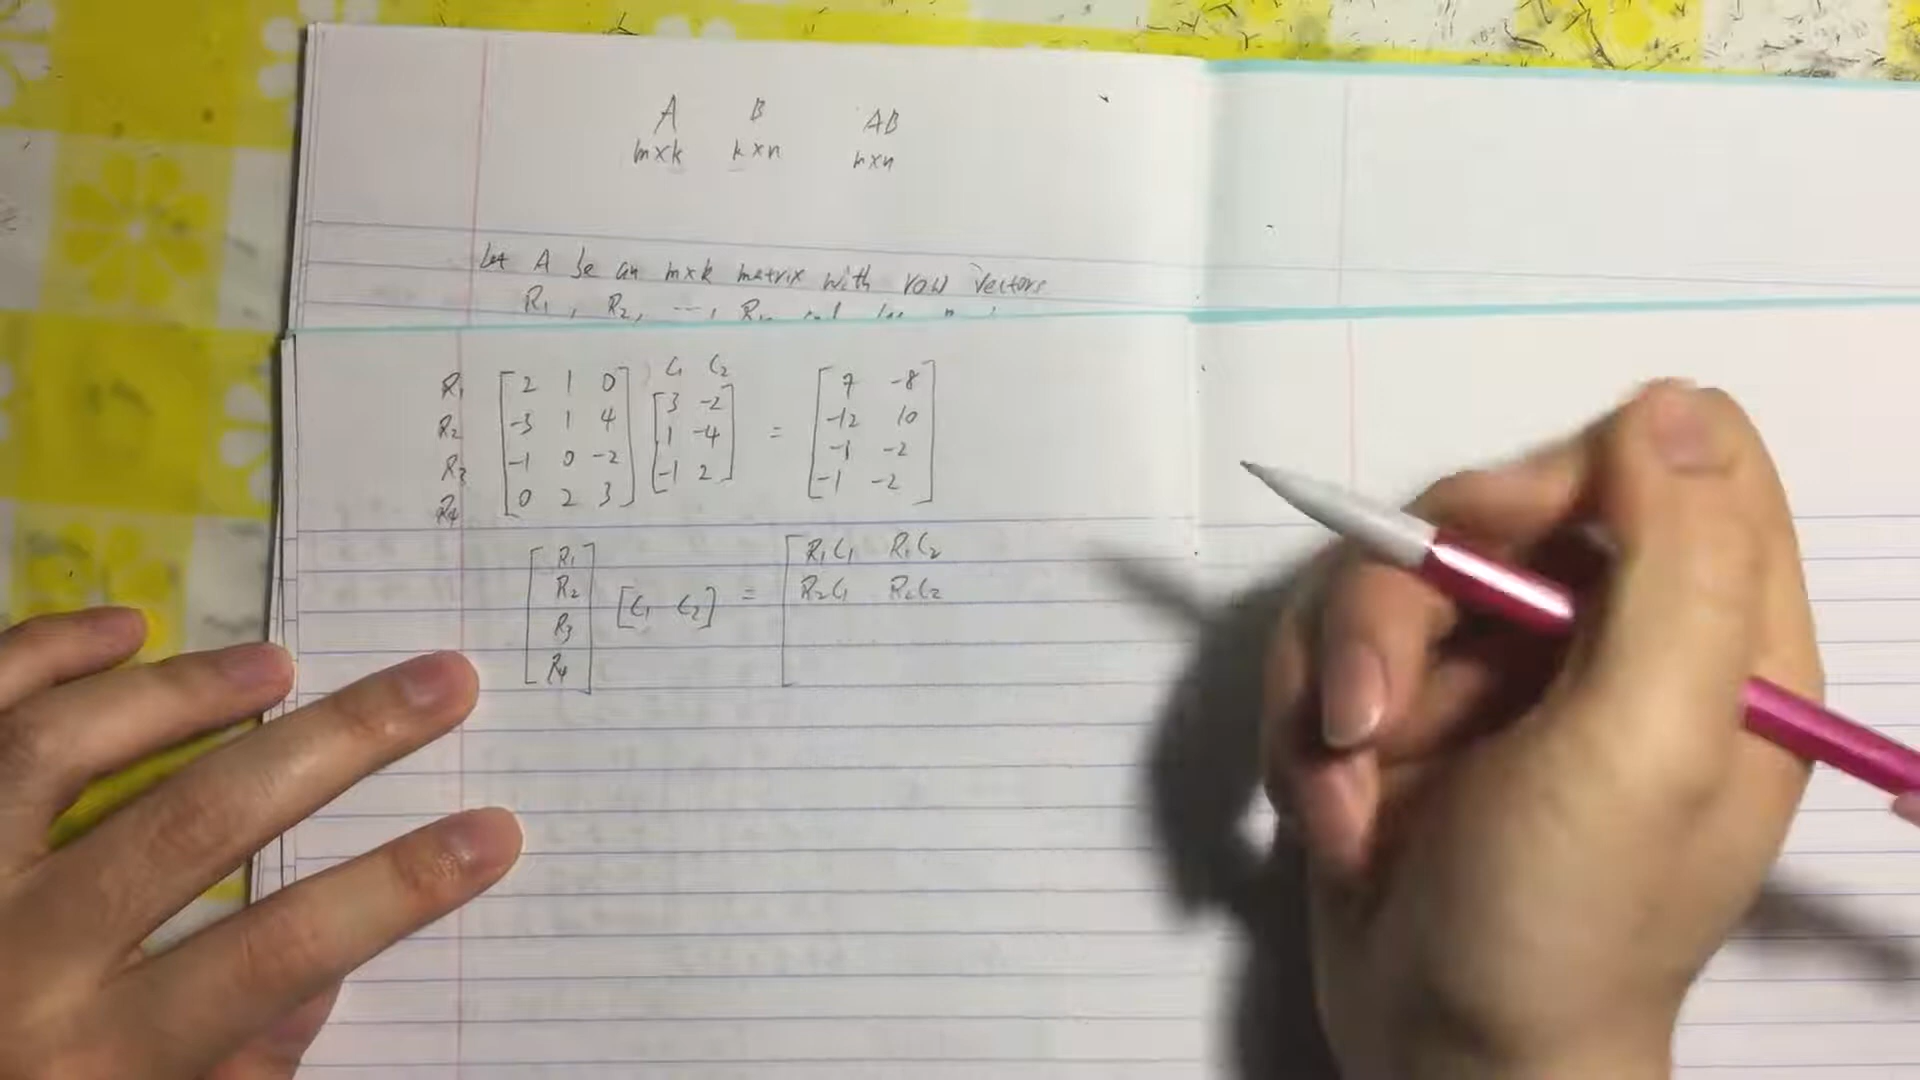 A B AB
m×k k×n m×n
Let A be an m×k matrix with row vectors
R₁, R₂, ..., R
C₁ C₂
R₁ [2 1 0] [3 -2] = [7 -8]
R₂ [-3 1 4] [1 -4] [-12 10]
R₃ [-1 0 -2] [-1 2] [-1 -2]
R₄ [0 2 3] [-1 -2]
[R₁ [R₁C₁ R₁C₂
R₂ [C₁ C₂] = R₂C₁ R₂C₂
R₃
R₄]